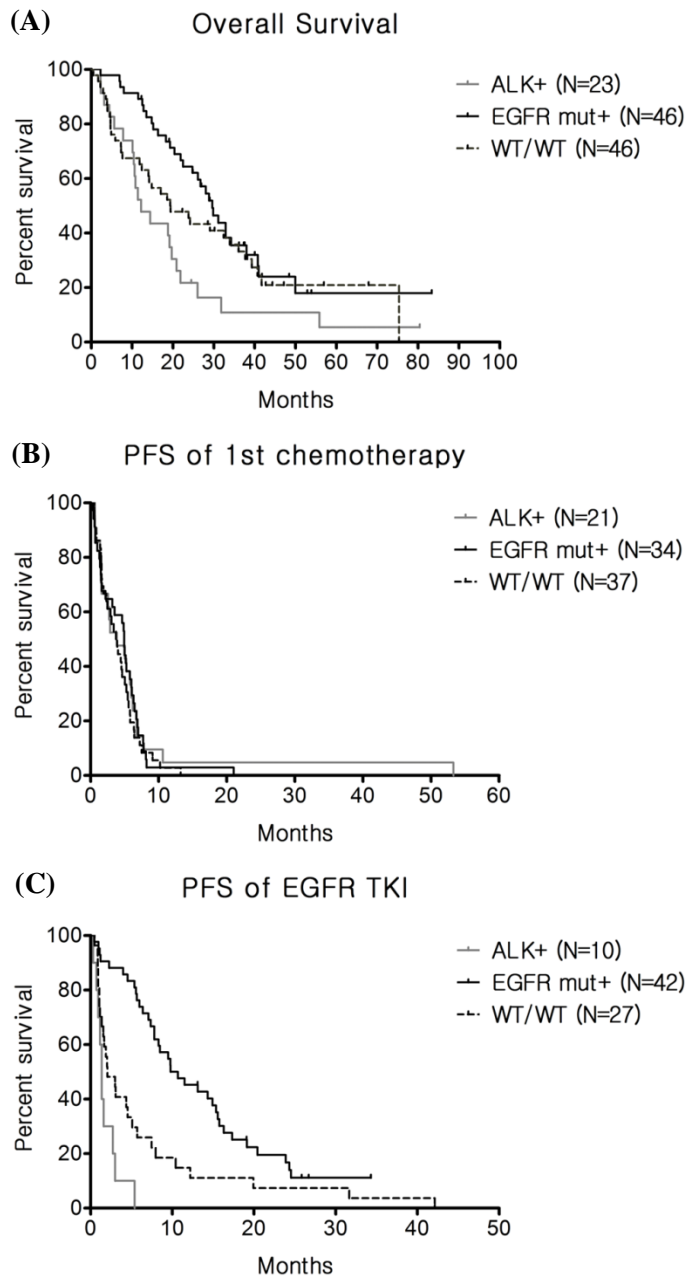 (A)
Overall Survival
100
80
60
40
20
0
Percent survival
0 10 20 30 40 50 60 70 80 90 100
Months
ALK+ (N=23)
EGFR mut+ (N=46)
WT/WT (N=46)
(B)
PFS of 1st chemotherapy
100
80
60
40
20
0
Percent survival
0 10 20 30 40 50 60
Months
ALK+ (N=21)
EGFR mut+ (N=34)
WT/WT (N=37)
(C)
PFS of EGFR TKI
100
80
60
40
20
0
Percent survival
0 10 20 30 40 50
Months
ALK+ (N=10)
EGFR mut+ (N=42)
WT/WT (N=27)